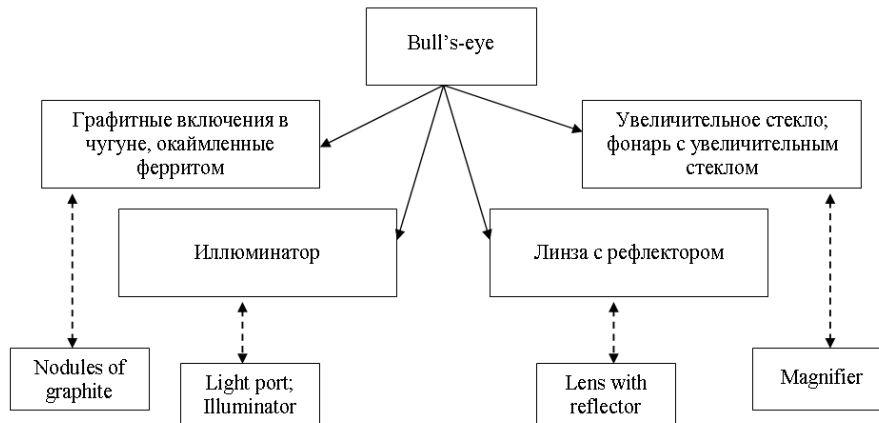 Bull’s-eye
Графитные включения в
чугуне, окаймленные
ферритом
Увеличительное стекло;
фонарь с увеличительным
стеклом
Иллюминатор
Линза с рефлектором
Nodules of
graphite
Light port;
Illuminator
Lens with
reflector
Magnifier